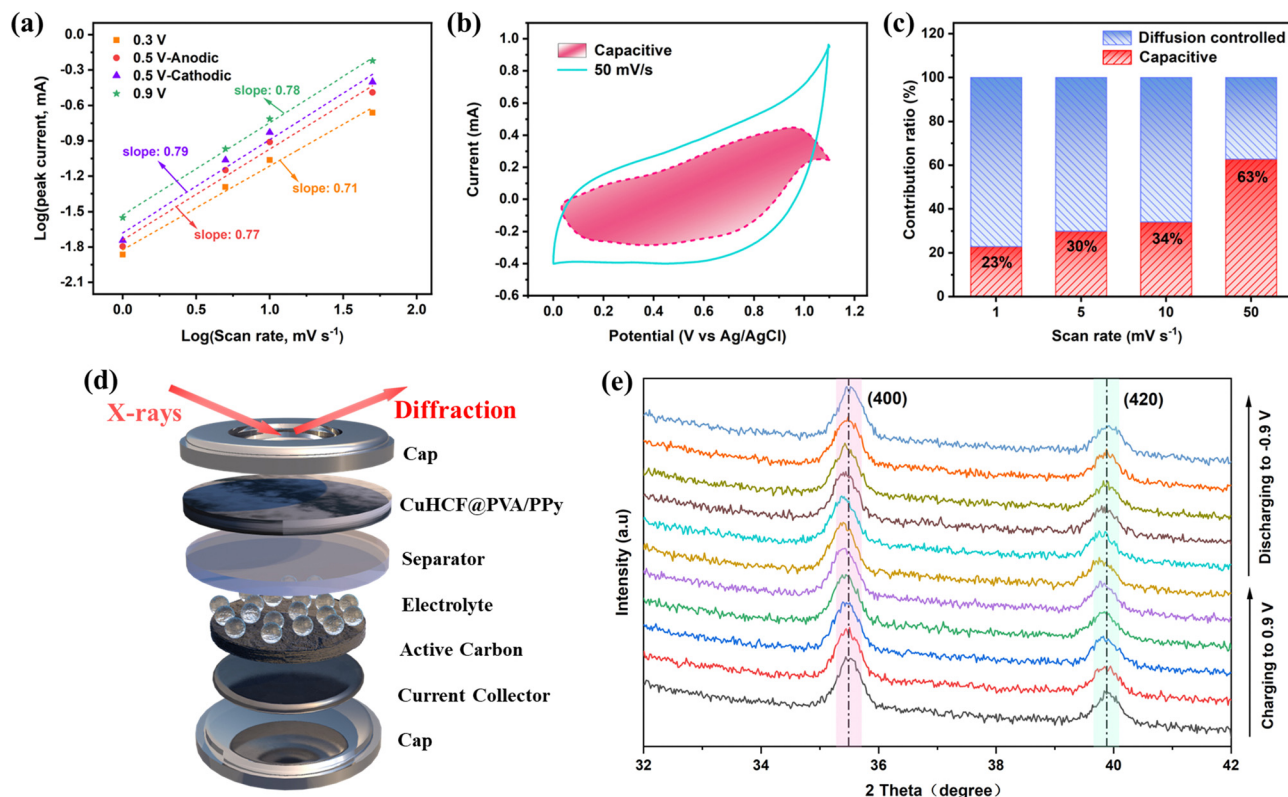 (a)
0.3 V
0.5 V-Anodic
0.5 V-Cathodic
0.9 V
slope: 0.78
slope: 0.79
slope: 0.71
slope: 0.77
Log(peak current, mA)
0.0
-0.3
-0.6
-0.9
-1.2
-1.5
-1.8
-2.1
0.0 0.5 1.0 1.5 2.0
Log(Scan rate, mV s⁻¹)
(b)
Capacitive
50 mV/s
Current (mA)
1.0
0.8
0.6
0.4
0.2
0.0
-0.2
-0.4
-0.6
0.0 0.2 0.4 0.6 0.8 1.0 1.2
Potential (V vs Ag/AgCl)
(c)
Diffusion controlled
Capacitive
Contribution ratio (%)
120
100
80
60
40
20
0
23%
30%
34%
63%
1 5 10 50
Scan rate (mV s⁻¹)
(d)
X-rays
Diffraction
Cap
CuHCF@PVA/PPy
Separator
Electrolyte
Active Carbon
Current Collector
Cap
(e)
(400)
(420)
Intensity (a.u)
Discharging to -0.9 V
Charging to 0.9 V
32 34 36 38 40 42
2 Theta（degree）